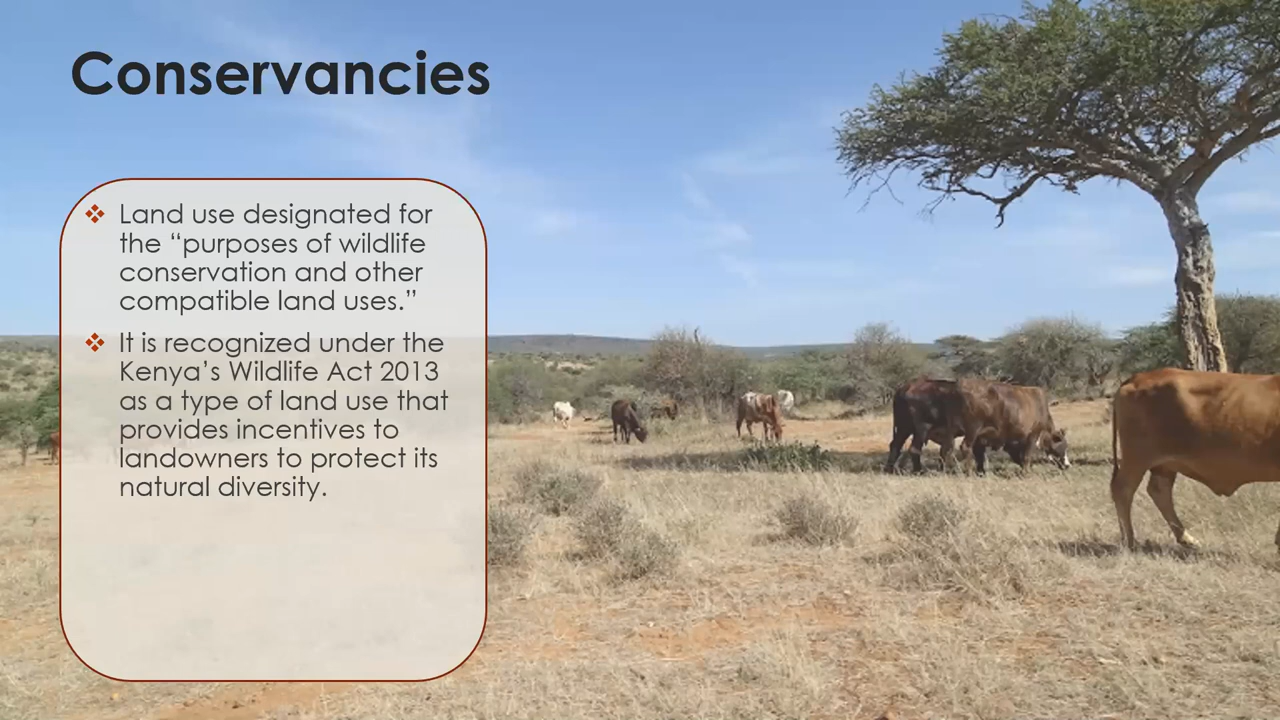 Conservancies
Land use designated for
the “purposes of wildlife
conservation and other
compatible land uses.”
It is recognized under the
Kenya’s Wildlife Act 2013
as a type of land use that
provides incentives to
landowners to protect its
natural diversity.